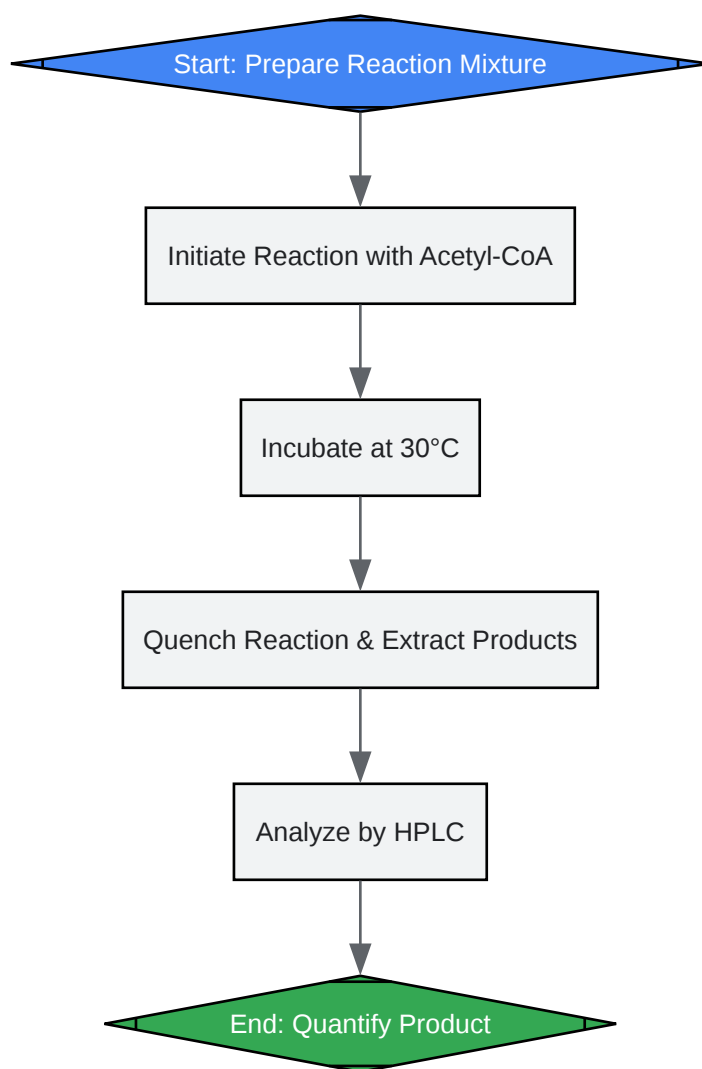 Start: Prepare Reaction Mixture
Initiate Reaction with Acetyl-CoA
Incubate at 30°C
Quench Reaction & Extract Products
Analyze by HPLC
End: Quantify Product